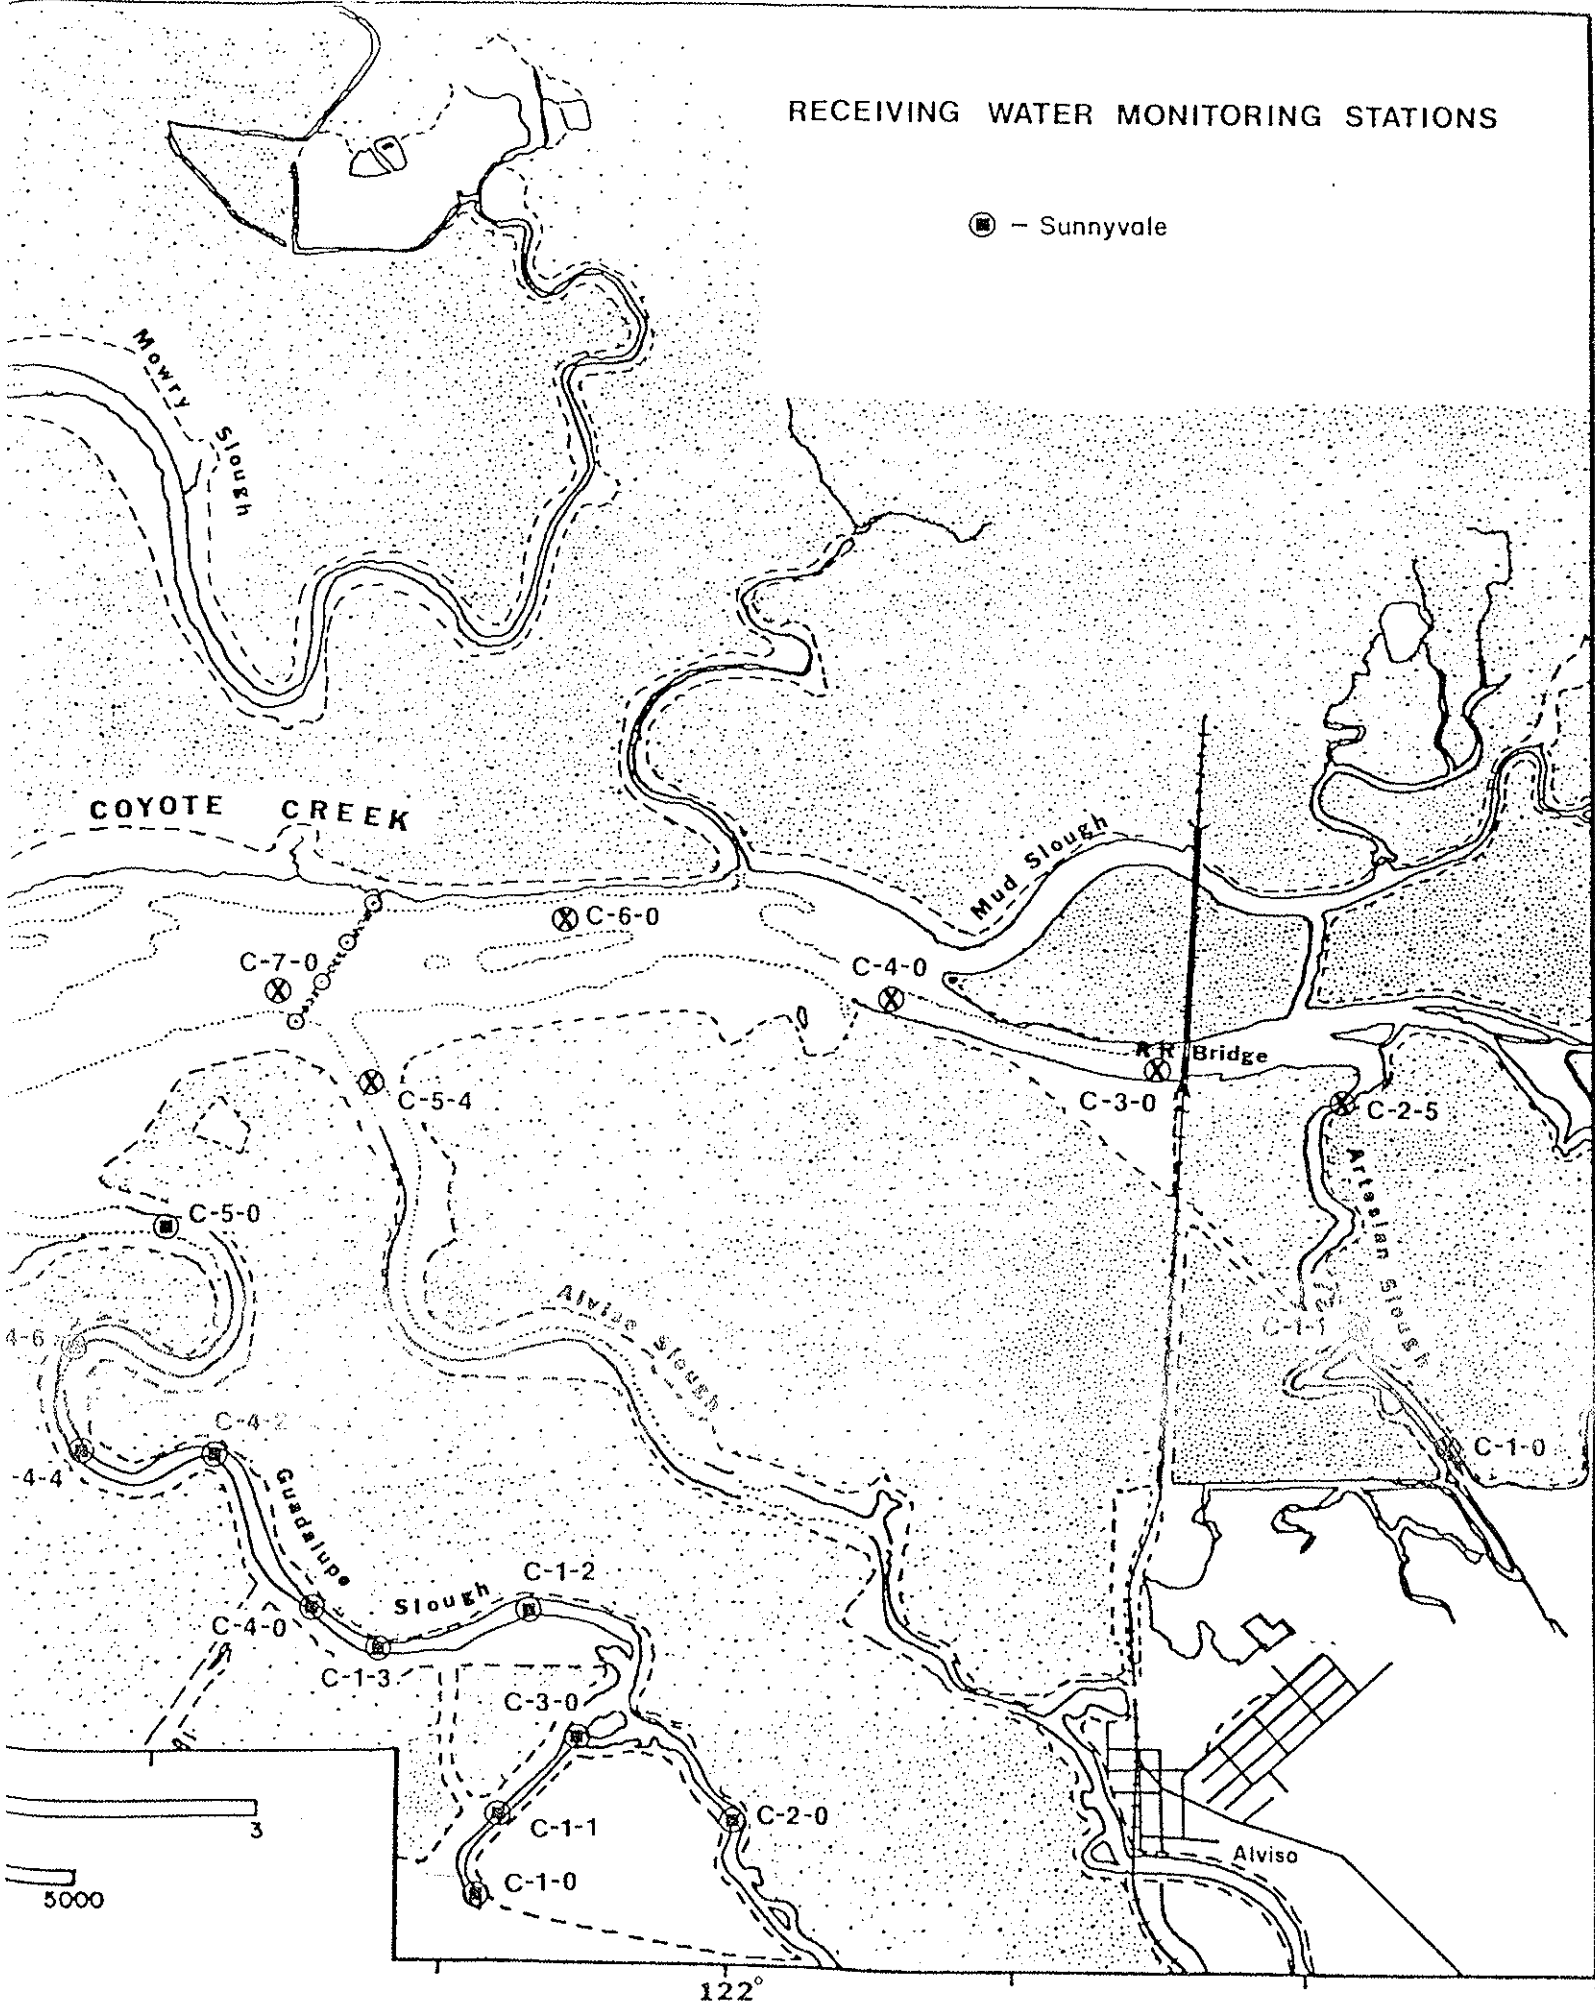 RECEIVING WATER MONITORING STATIONS
– Sunnyvale
Mowry Slough
COYOTE CREEK
Mud Slough
C-6-0
C-7-0
C-4-0
RR Bridge
C-5-4
C-3-0
C-2-5
Artesian Slough
C-5-0
Alviso Slough
C-1-1
4-6
C-4-2
C-1-0
-4-4
Guadalupe Slough
C-1-2
C-4-0
C-1-3
C-3-0
C-1-1
C-2-0
3
Alviso
C-1-0
5000
122°